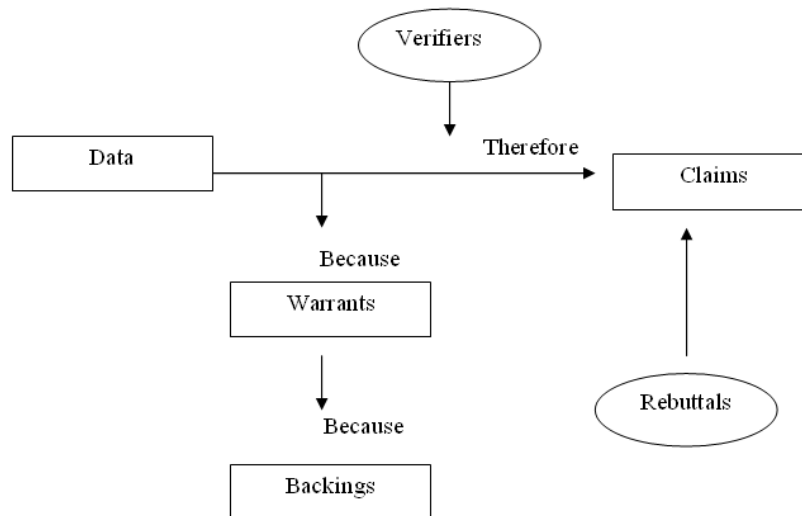 Verifiers
Therefore
Data
Claims
Because
Warrants
Rebuttals
Because
Backings